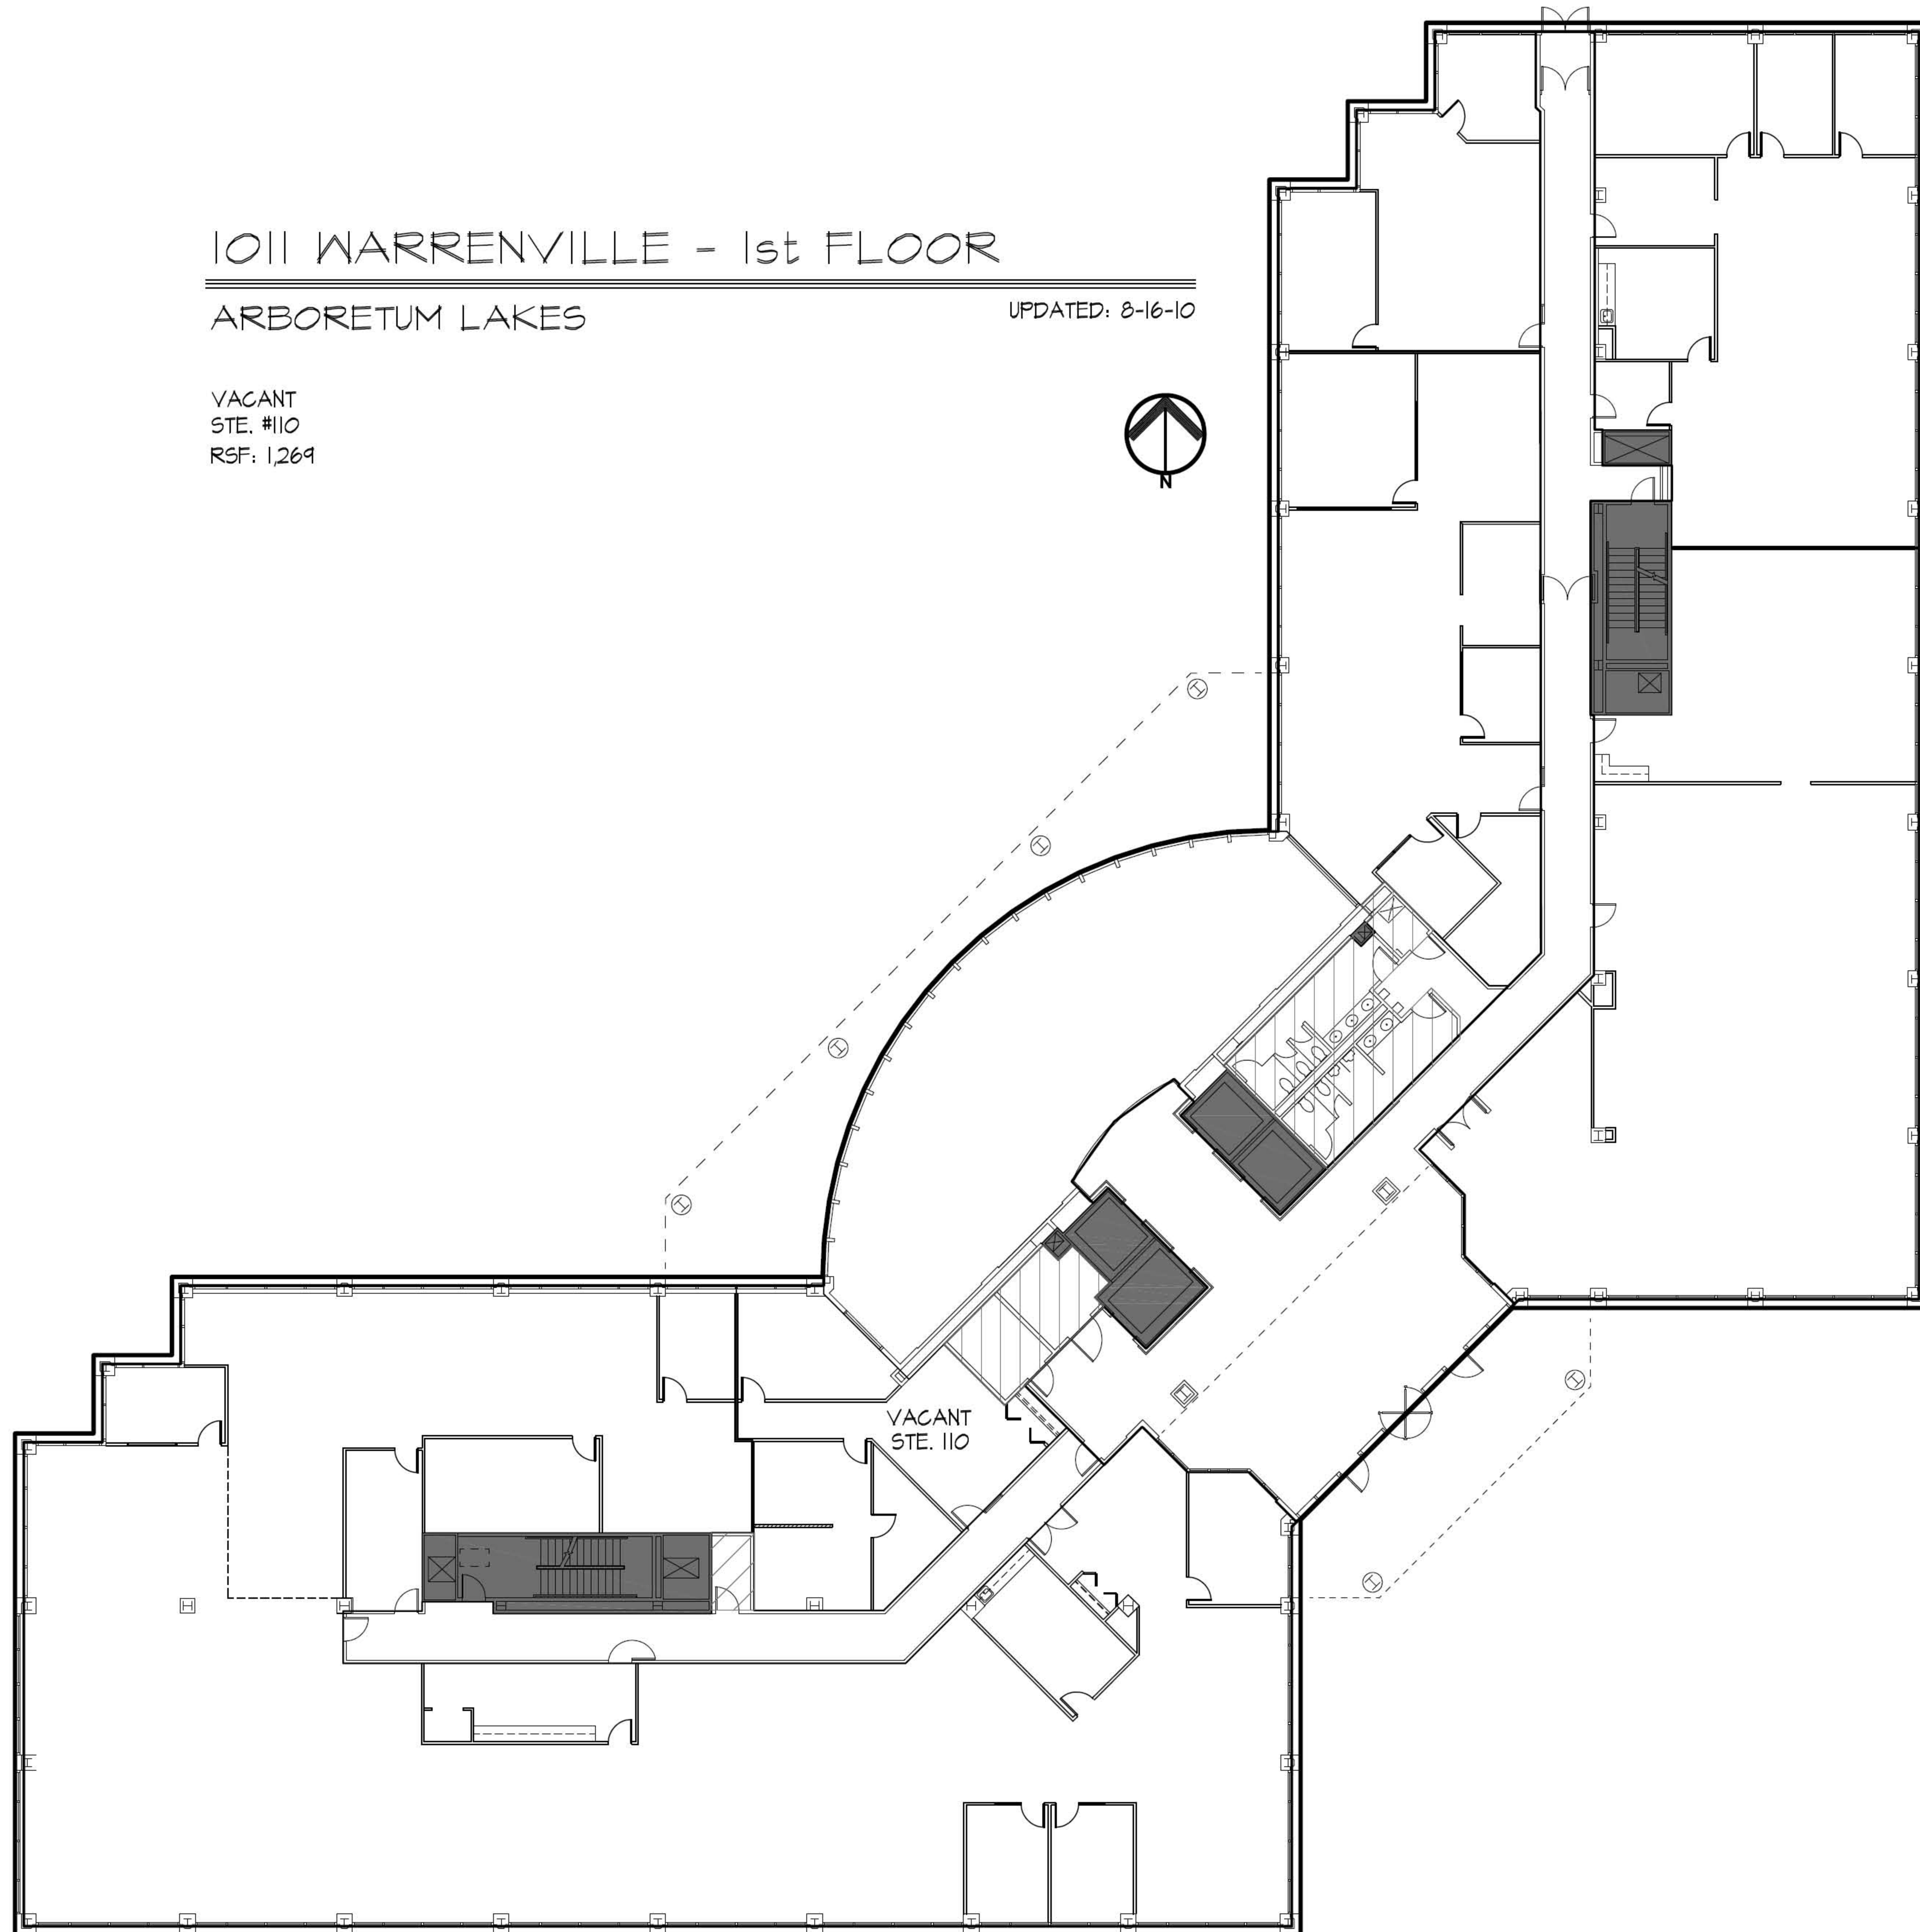 1011 WARRENVILLE - 1st FLOOR
ARBORETUM LAKES
UPDATED: 8-16-10
VACANT
STE. #110
RSF: 1,269
N
VACANT
STE. 110